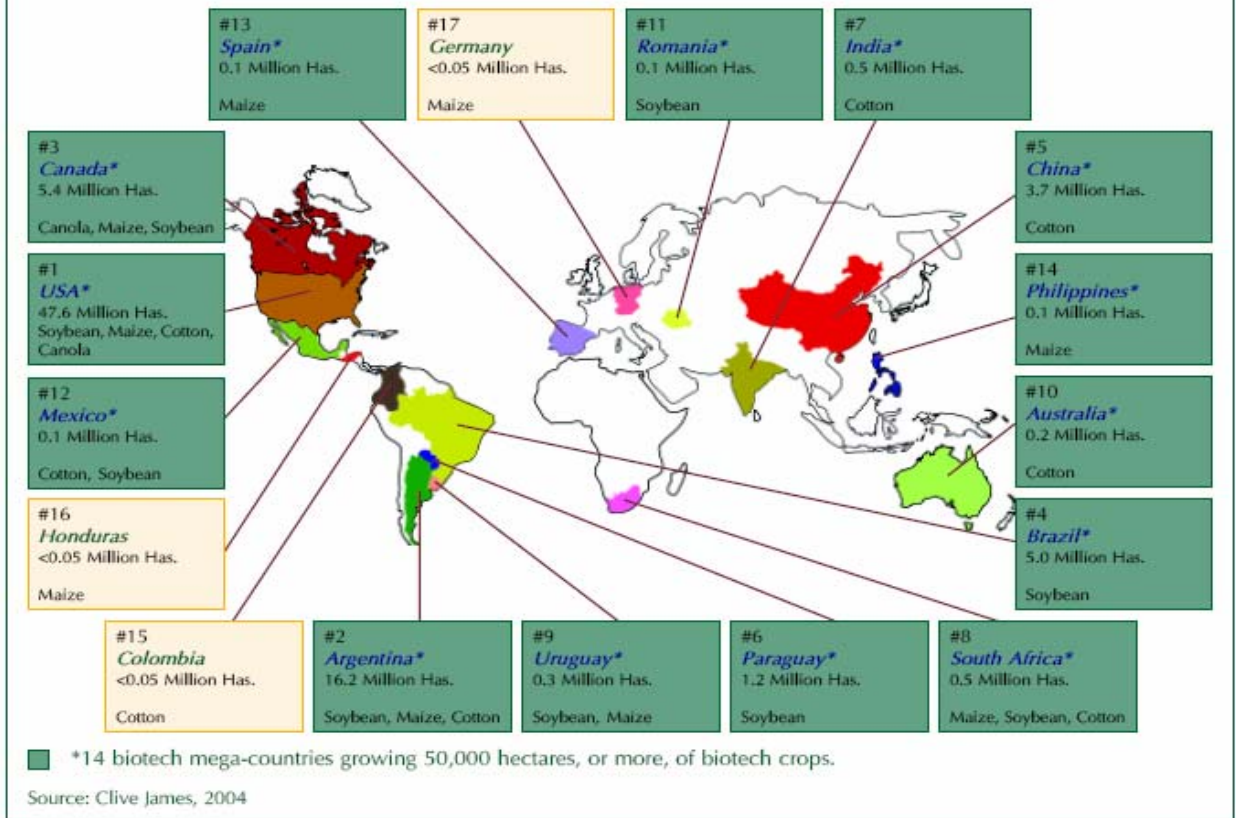 #13
Spain*
0.1 Million Has.
Maize
#17
Germany
<0.05 Million Has.
Maize
#11
Romania*
0.1 Million Has.
Soybean
#7
India*
0.5 Million Has.
Cotton
#3
Canada*
5.4 Million Has.
Canola, Maize, Soybean
#5
China*
3.7 Million Has.
Cotton
#1
USA*
47.6 Million Has.
Soybean, Maize, Cotton,
Canola
#14
Philippines*
0.1 Million Has.
Maize
#12
Mexico*
0.1 Million Has.
Cotton, Soybean
#10
Australia*
0.2 Million Has.
Cotton
#16
Honduras
<0.05 Million Has.
Maize
#4
Brazil*
5.0 Million Has.
Soybean
#15
Colombia
<0.05 Million Has.
Cotton
#2
Argentina*
16.2 Million Has.
Soybean, Maize, Cotton
#9
Uruguay*
0.3 Million Has.
Soybean, Maize
#6
Paraguay*
1.2 Million Has.
Soybean
#8
South Africa*
0.5 Million Has.
Maize, Soybean, Cotton
*14 biotech mega-countries growing 50,000 hectares, or more, of biotech crops.
Source: Clive James, 2004